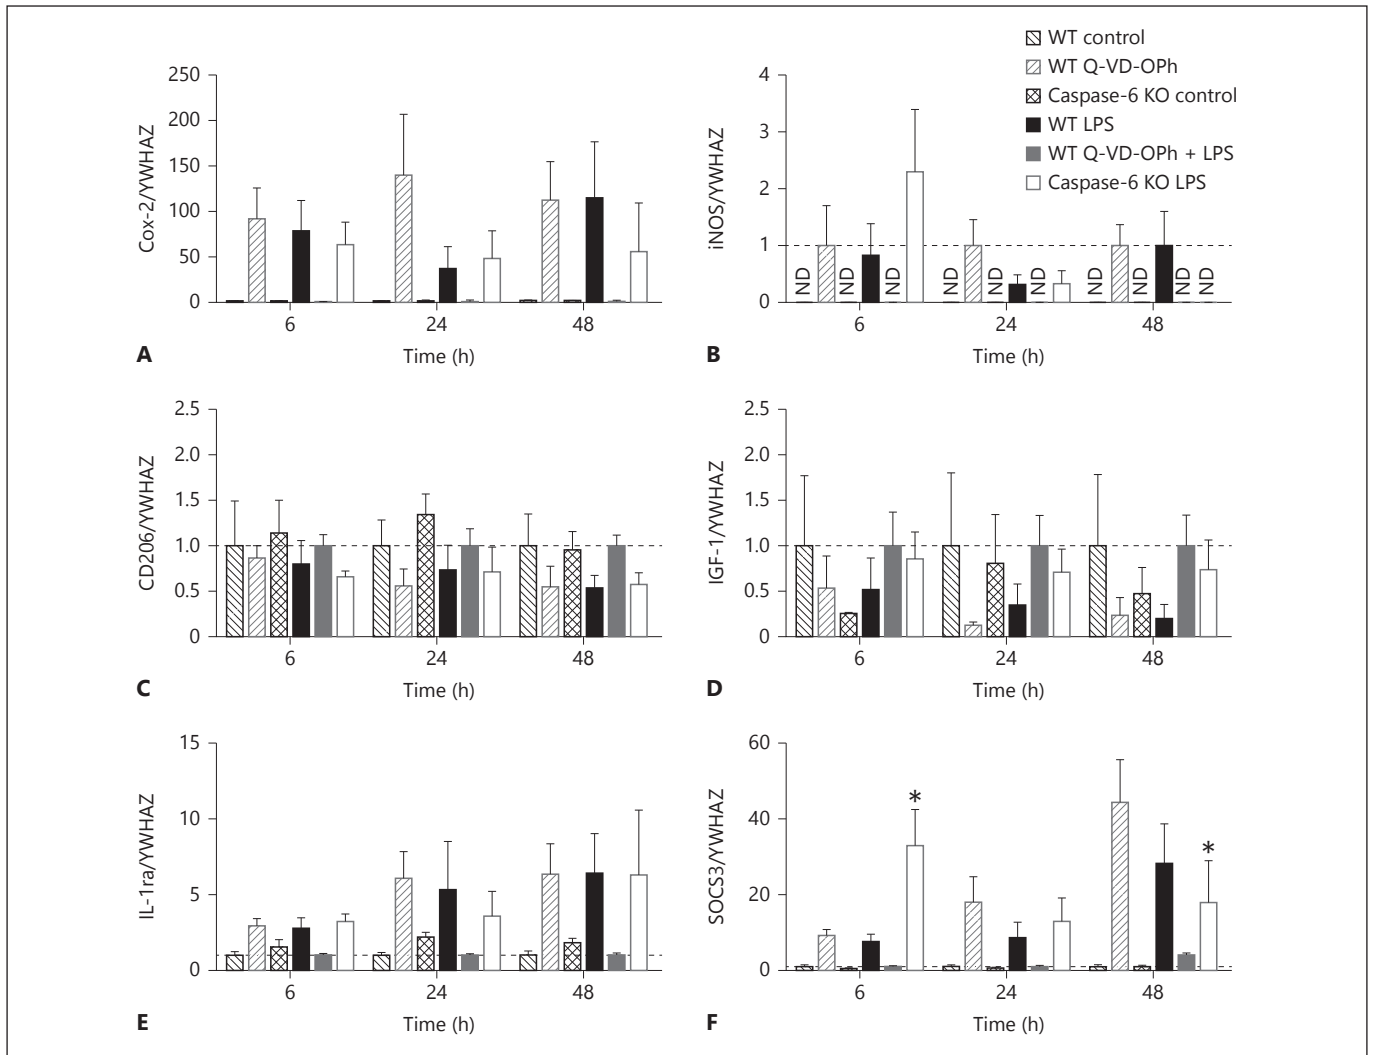 WT control
WT Q-VD-OPh
Caspase-6 KO control
WT LPS
WT Q-VD-OPh + LPS
Caspase-6 KO LPS
Cox-2/YWHAZ
250
200
150
100
50
0
6
24
48
Time (h)
A
iNOS/YWHAZ
4
3
2
1
0
ND
ND
ND
ND
ND
ND
ND
ND
ND
ND
6
24
48
Time (h)
B
CD206/YWHAZ
2.5
2.0
1.5
1.0
0.5
0
6
24
48
Time (h)
C
IGF-1/YWHAZ
2.5
2.0
1.5
1.0
0.5
0
6
24
48
Time (h)
D
IL-1ra/YWHAZ
15
10
5
0
6
24
48
Time (h)
E
SOCS3/YWHAZ
60
40
20
0
*
*
6
24
48
Time (h)
F